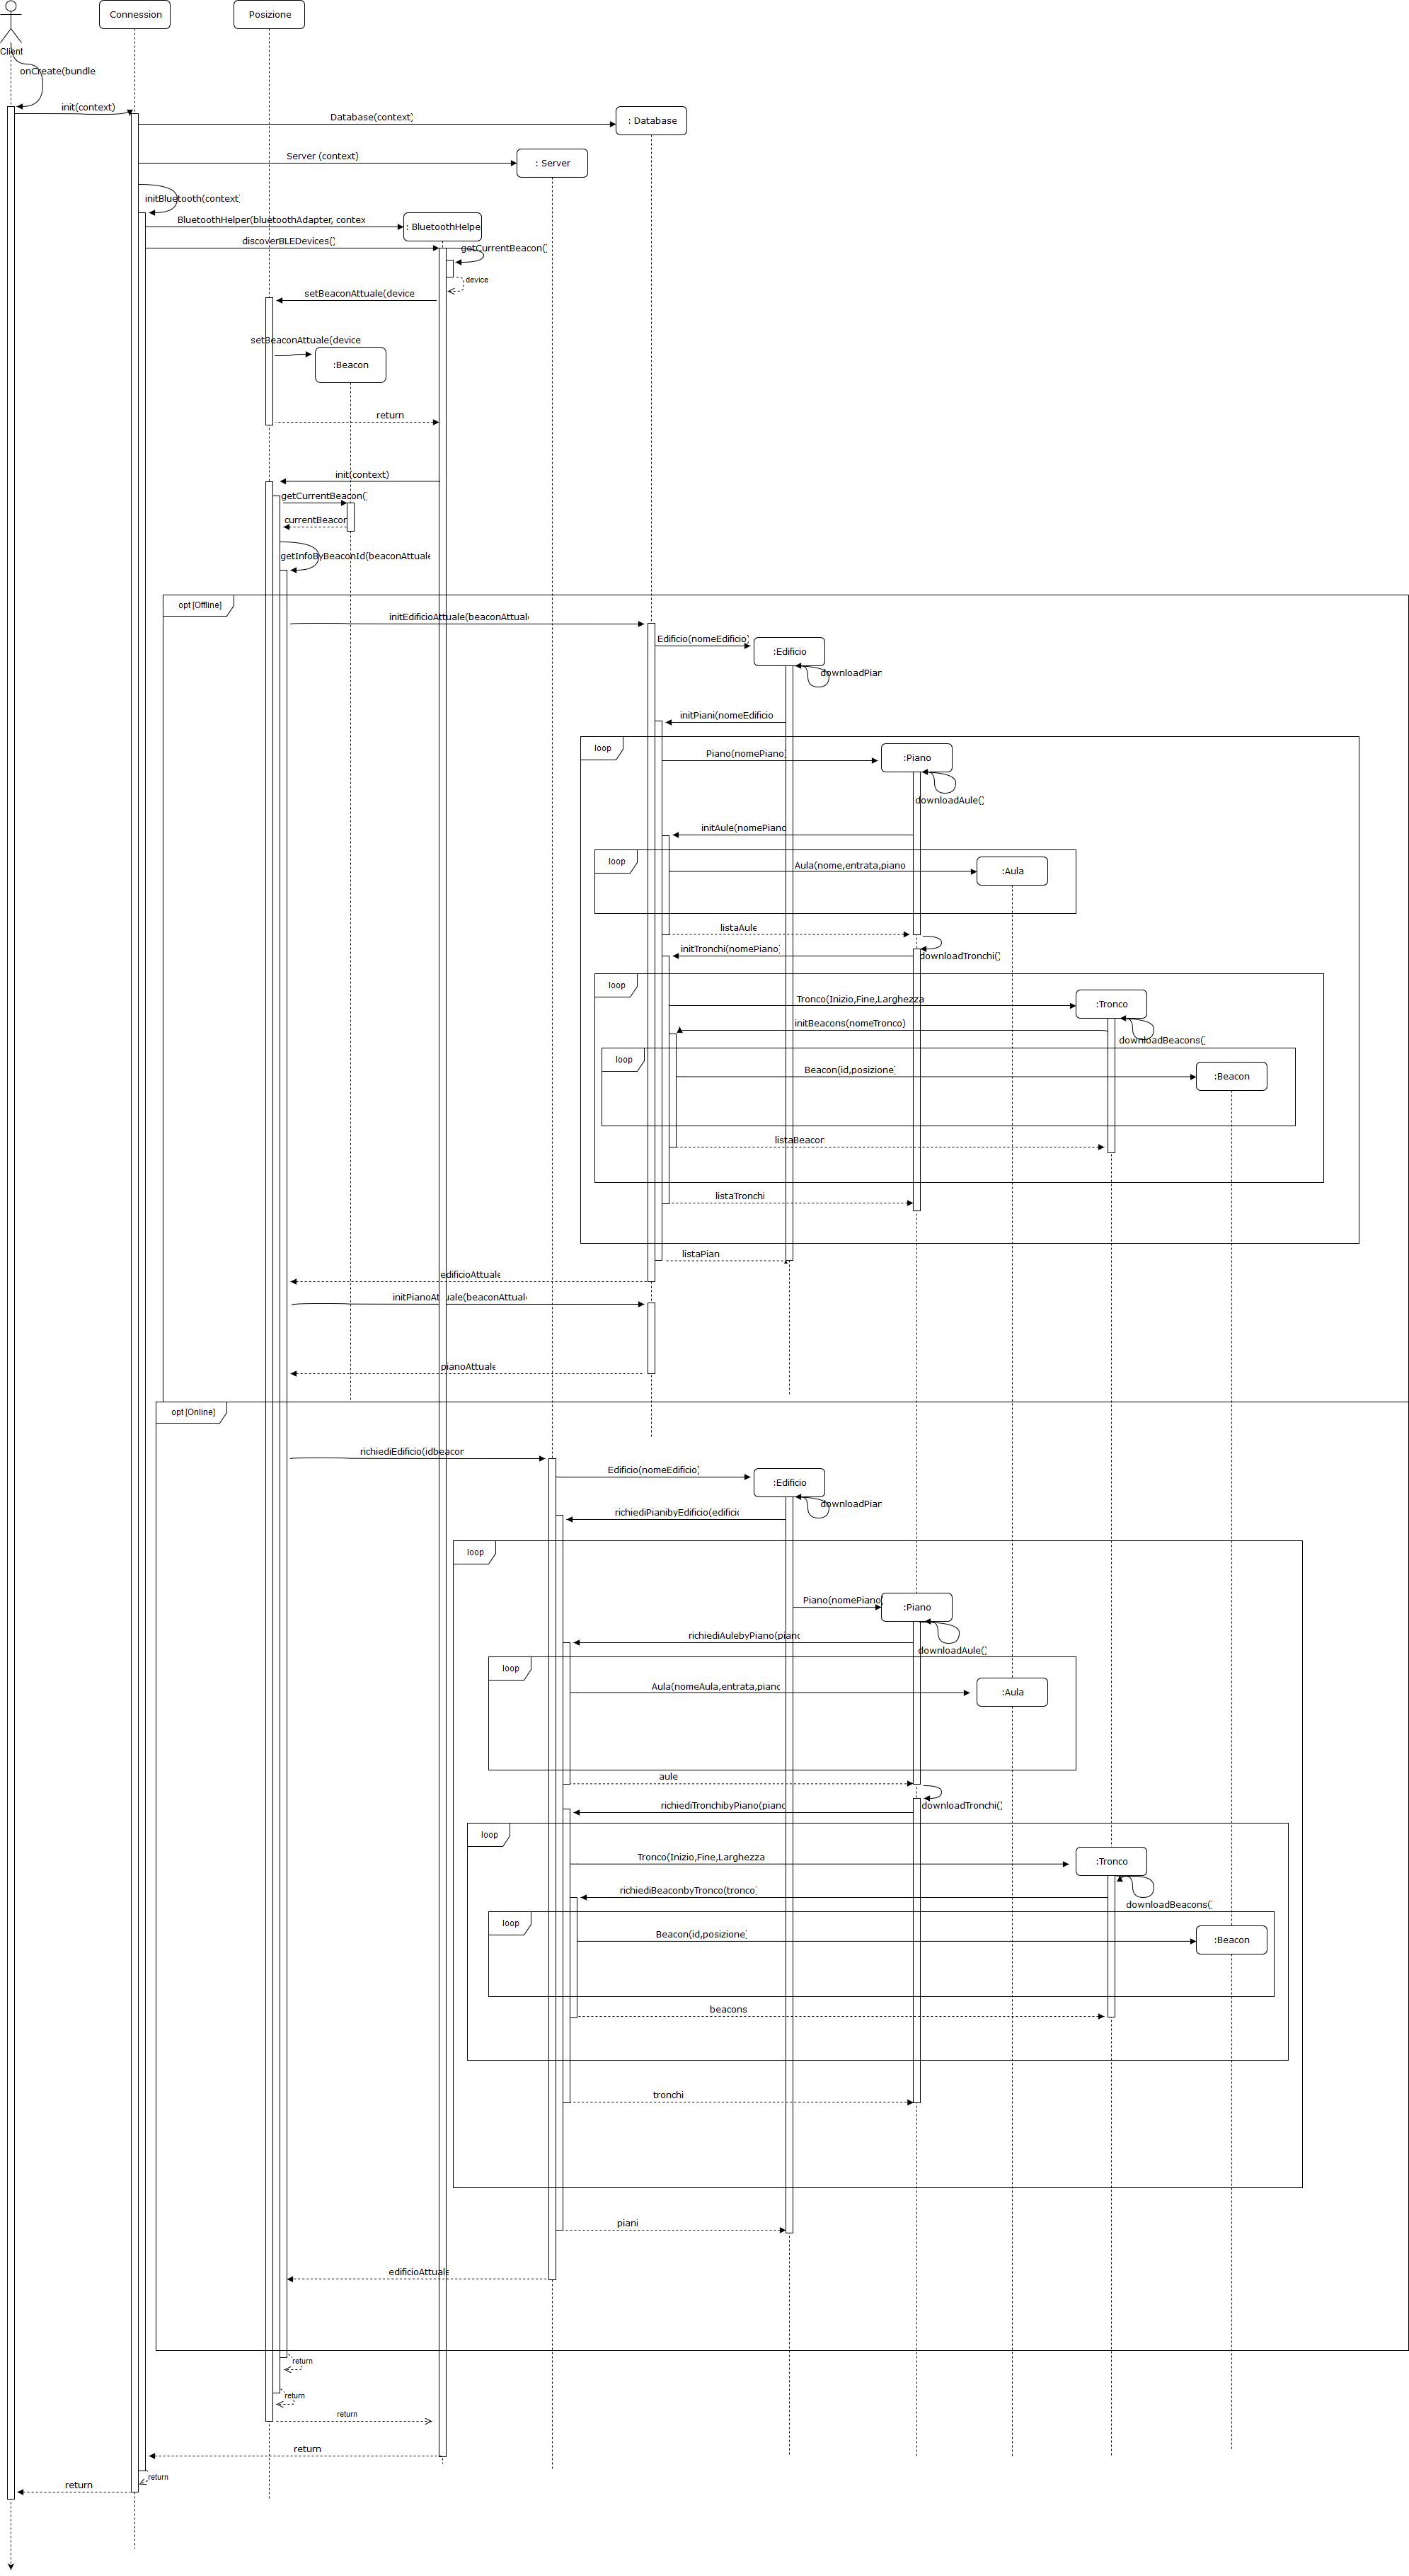 Connession
Posizione
Client
onCreate(bundle
init(context)
Database(context)
: Database
Server (context)
: Server
initBluetooth(context)
BluetoothHelper(bluetoothAdapter, contex
: BluetoothHelpe
discoverBLEDevices()
getCurrentBeacon()
device
setBeaconAttuale(device
setBeaconAttuale(device
:Beacon
return
init(context)
getCurrentBeacon()
currentBeacon
getInfoByBeaconId(beaconAttuale
opt [Offline]
initEdificioAttuale(beaconAttuale
Edificio(nomeEdificio)
:Edificio
downloadPian
initPiani(nomeEdificio
loop
Piano(nomePiano)
:Piano
downloadAule()
initAule(nomePiano
loop
Aula(nome,entrata,piano
:Aula
listaAule
initTronchi(nomePiano)
downloadTronchi()
loop
Tronco(Inizio,Fine,Larghezza
:Tronco
initBeacons(nomeTronco)
downloadBeacons()
loop
Beacon(id,posizione)
:Beacon
listaBeacon
listaTronchi
listaPian
edificioAttuale
initPianoAttuale(beaconAttuale
pianoAttuale
opt [Online]
richiediEdificio(idbeacon
Edificio(nomeEdificio)
:Edificio
downloadPian
richiediPianibyEdificio(edificio
loop
Piano(nomePiano)
:Piano
richiediAulebyPiano(piano
downloadAule()
loop
Aula(nomeAula,entrata,piano
:Aula
aule
richiediTronchibyPiano(piano
downloadTronchi()
loop
Tronco(Inizio,Fine,Larghezza
:Tronco
richiediBeaconbyTronco(tronco)
downloadBeacons()
loop
Beacon(id,posizione)
:Beacon
beacons
tronchi
piani
edificioAttuale
return
return
return
return
return
return